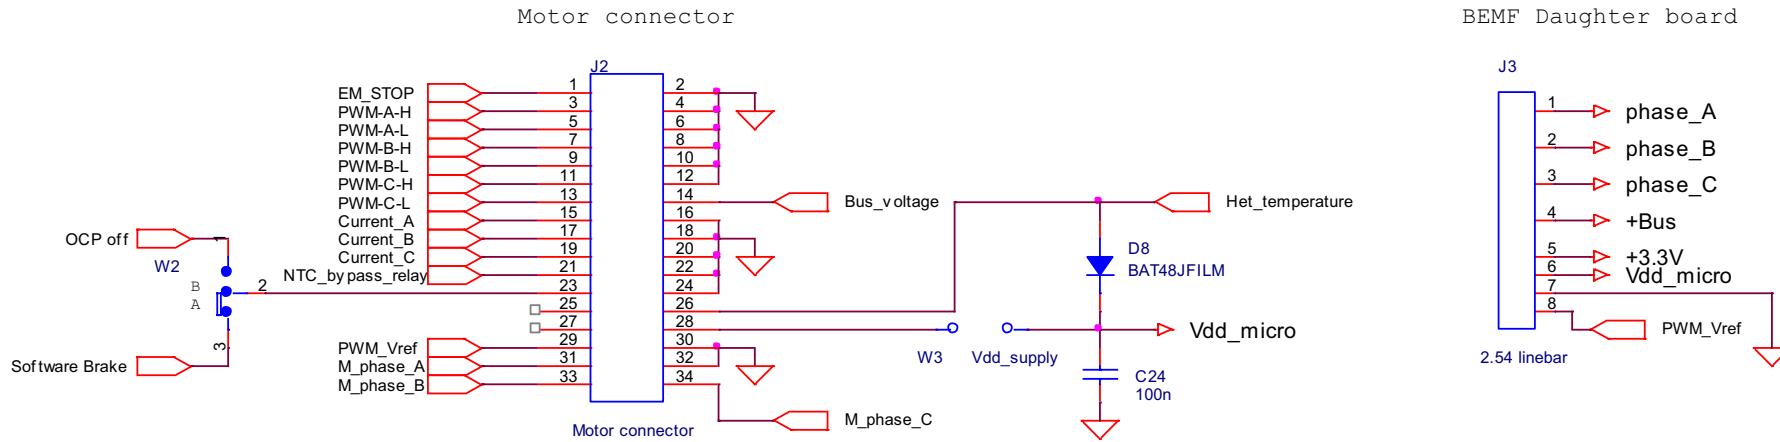 Motor connector
BEMF Daughter board
J2
J3
EM_STOP 1 2
PWM-A-H 3 4
PWM-A-L 5 6
PWM-B-H 7 8
PWM-B-L 9 10
PWM-C-H 11 12
PWM-C-L 13 14 Bus_voltage Het_temperature
Current_A 15 16
OCP off 1 Current_B 17 18
Current_C 19 20
W2 NTC_bypass_relay 21 22
B 2 23 24
A
25 26
27 28
D8
BAT48JFILM
W3 Vdd_supply Vdd_micro
Software Brake 3
PWM_Vref 29 30
M_phase_A 31 32
M_phase_B 33 34
C24
100n
M_phase_C
Motor connector
1 phase_A
2 phase_B
3 phase_C
4 +Bus
5 +3.3V
6 Vdd_micro
7
8 PWM_Vref
2.54 linebar